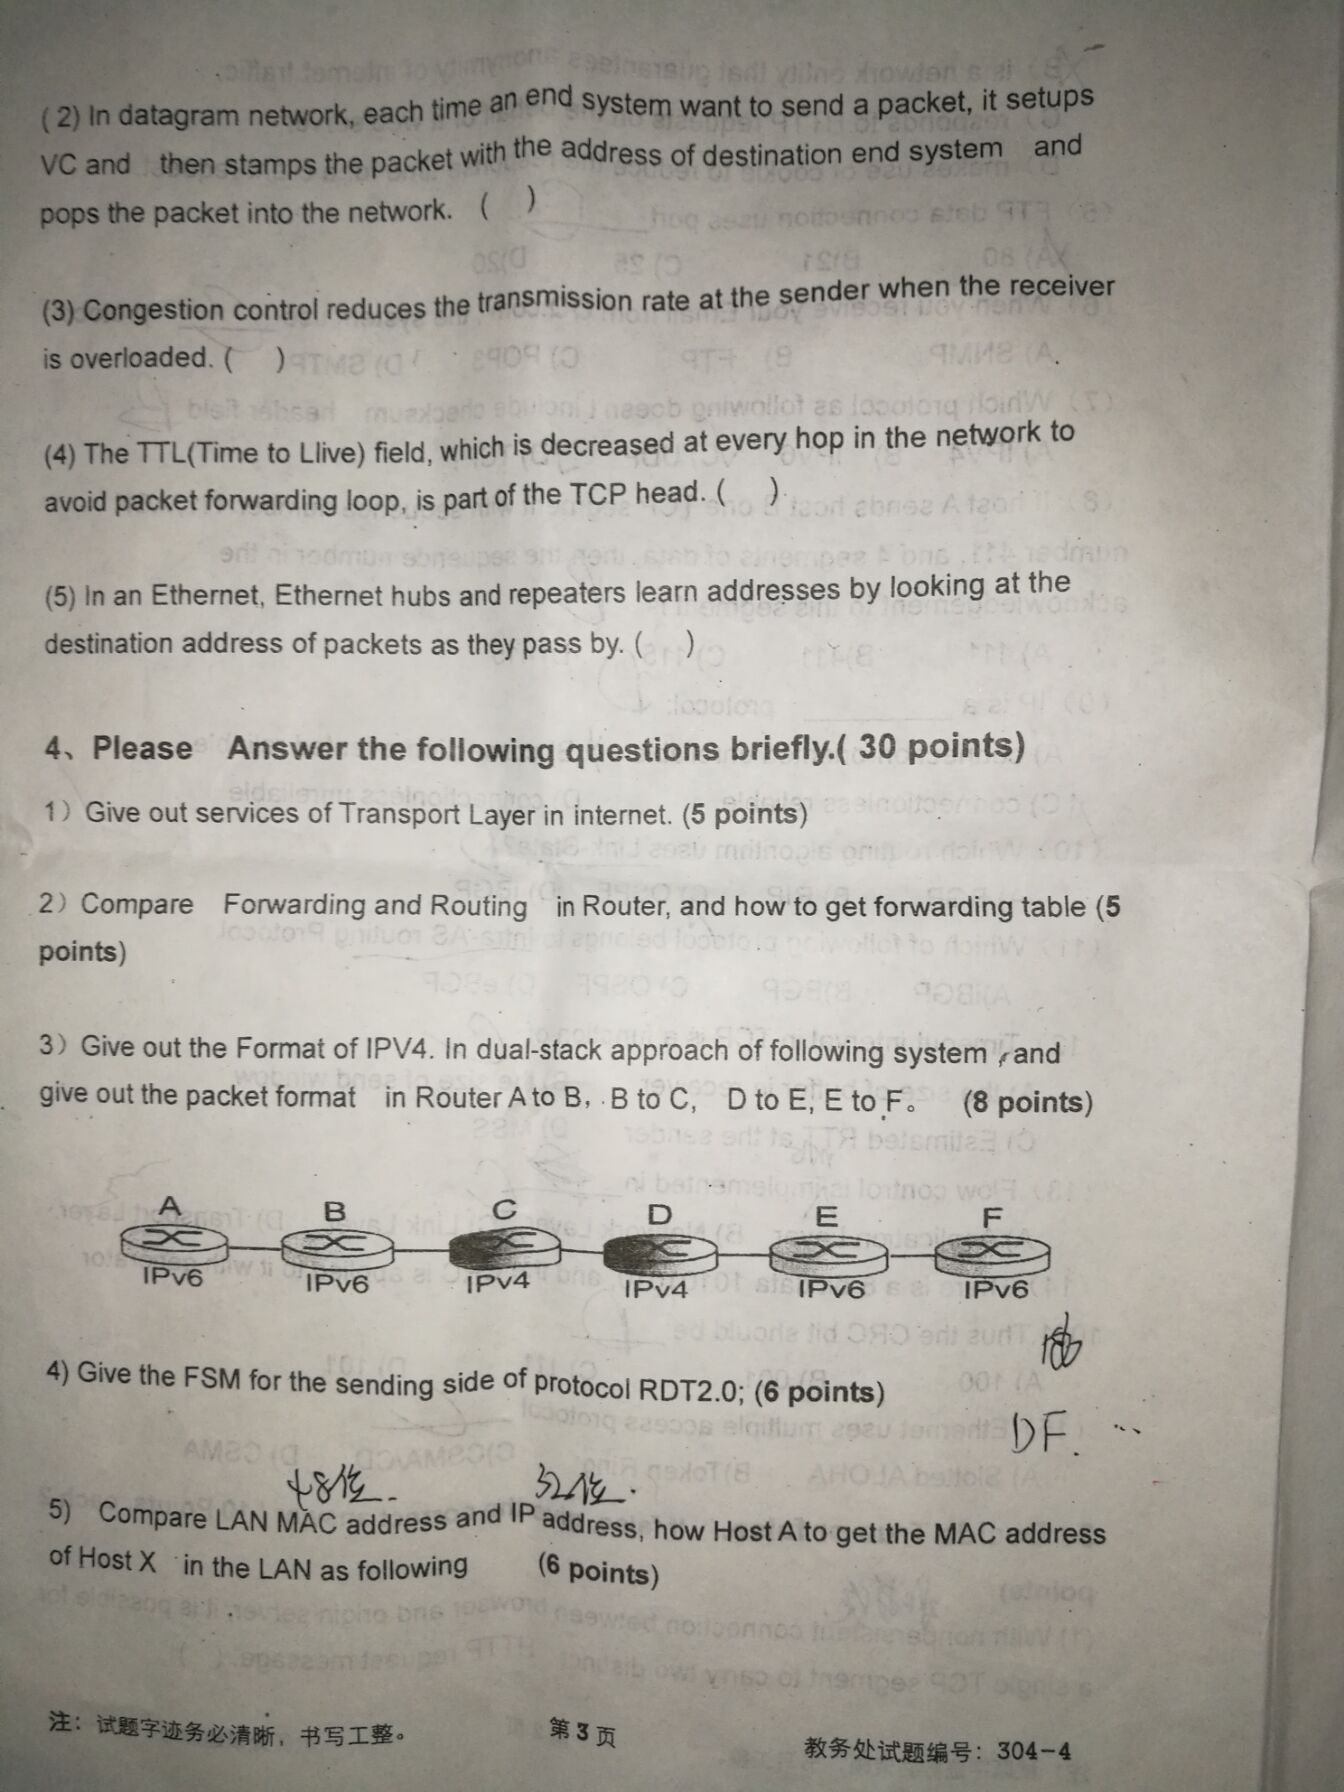 (2) In datagram network, each time an end system want to send a packet, it setups
VC and then stamps the packet with the address of destination end system and
pops the packet into the network. ( )
(3) Congestion control reduces the transmission rate at the sender when the receiver
is overloaded. ( )
(4) The TTL(Time to Llive) field, which is decreased at every hop in the network to
avoid packet forwarding loop, is part of the TCP head. ( )
(5) In an Ethernet, Ethernet hubs and repeaters learn addresses by looking at the
destination address of packets as they pass by. ( )
4、Please Answer the following questions briefly.( 30 points)
1）Give out services of Transport Layer in internet. (5 points)
2）Compare Forwarding and Routing in Router, and how to get forwarding table (5
points)
3）Give out the Format of IPV4. In dual-stack approach of following system , and
give out the packet format in Router A to B, B to C, D to E, E to F。 (8 points)
A B C D E F
IPv6 IPv6 IPv4 IPv4 IPv6 IPv6
4) Give the FSM for the sending side of protocol RDT2.0; (6 points)
DF. ...
48位. 32位.
5) Compare LAN MAC address and IP address, how Host A to get the MAC address
of Host X in the LAN as following (6 points)
注：试题字迹务必清晰，书写工整。 第 3 页 教务处试题编号：304-4